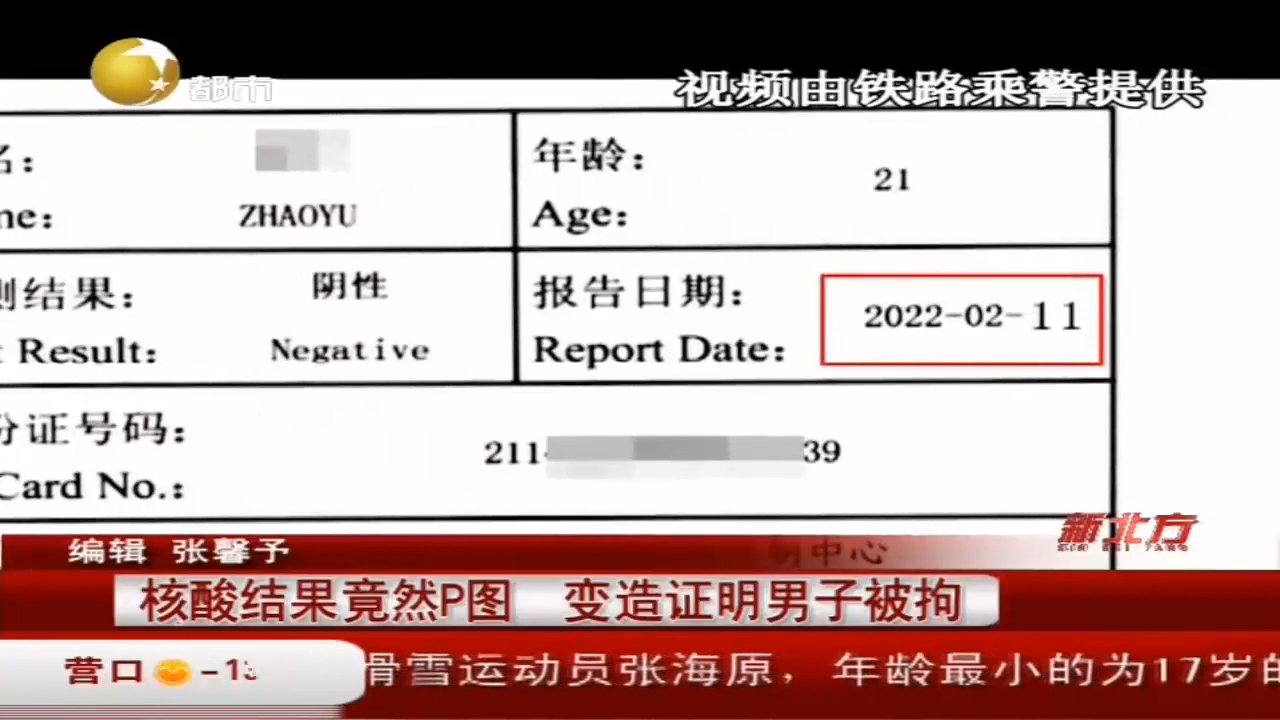 都市
视频由铁路乘警提供
名:
年龄:
21
me:
ZHAOYU
Age:
测结果:
阴性
报告日期:
2022-02-11
t Result:
Negative
Report Date:
份证号码:
211
39
Card No.:
新北方
编辑 张馨予
制中心
核酸结果竟然P图 变造证明男子被拘
营口
滑雪运动员张海原,年龄最小的为17岁的